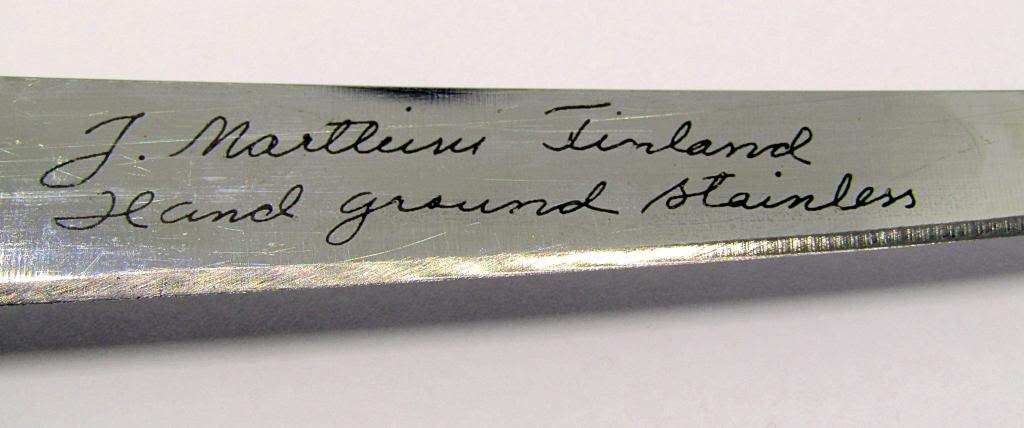 J. Marttiini Finland
Hand ground stainless